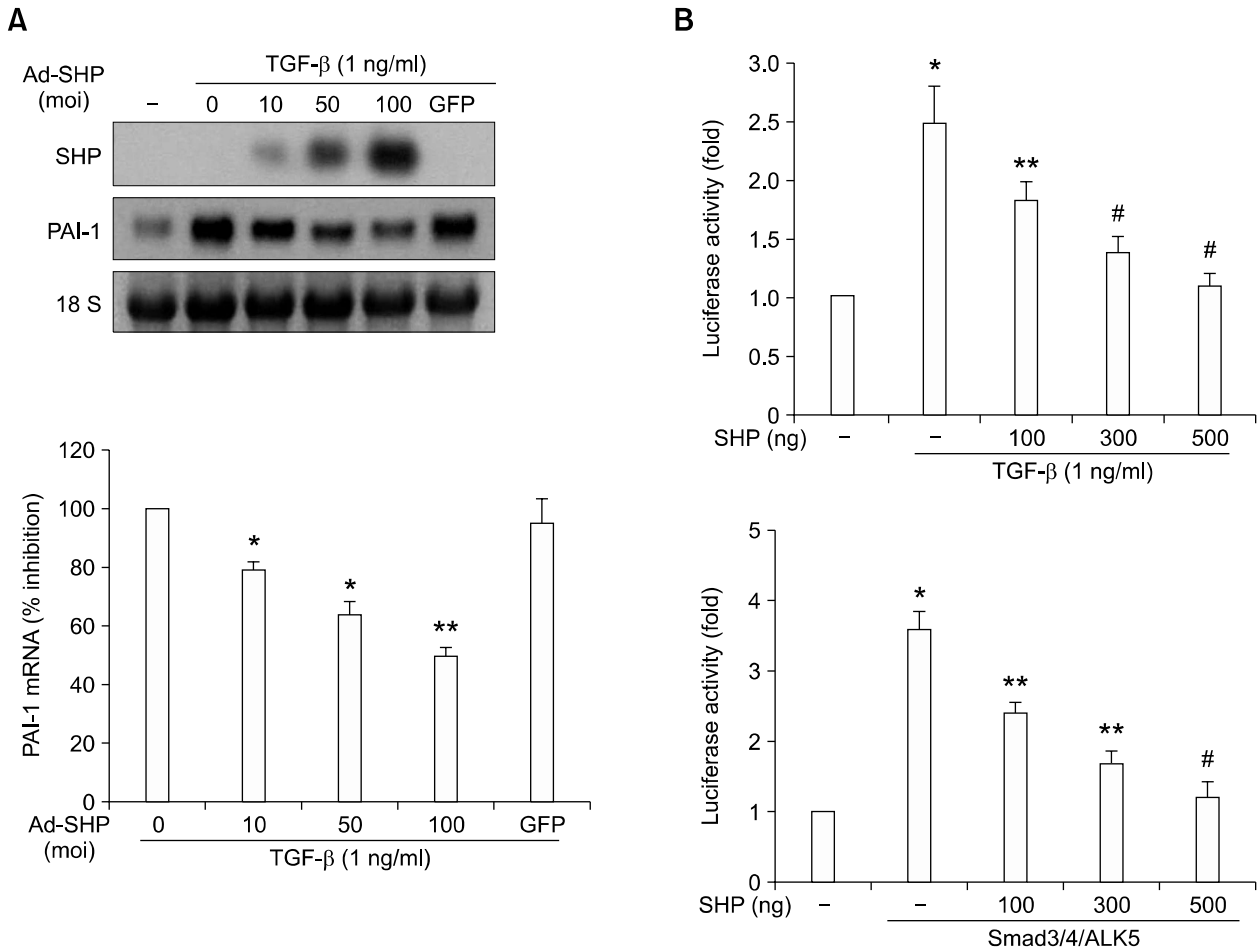 A
TGF-β (1 ng/ml)
Ad-SHP
(moi)
– 0 10 50 100 GFP
SHP
PAI-1
18 S
PAI-1 mRNA (% inhibition)
120
100
80
60
40
20
0
* * **
Ad-SHP
(moi)
0 10 50 100 GFP
TGF-β (1 ng/ml)
B
Luciferase activity (fold)
3.0
2.5
2.0
1.5
1.0
0.5
0
* ** # #
SHP (ng) – – 100 300 500
TGF-β (1 ng/ml)
Luciferase activity (fold)
5
4
3
2
1
0
* ** ** #
SHP (ng) – – 100 300 500
Smad3/4/ALK5